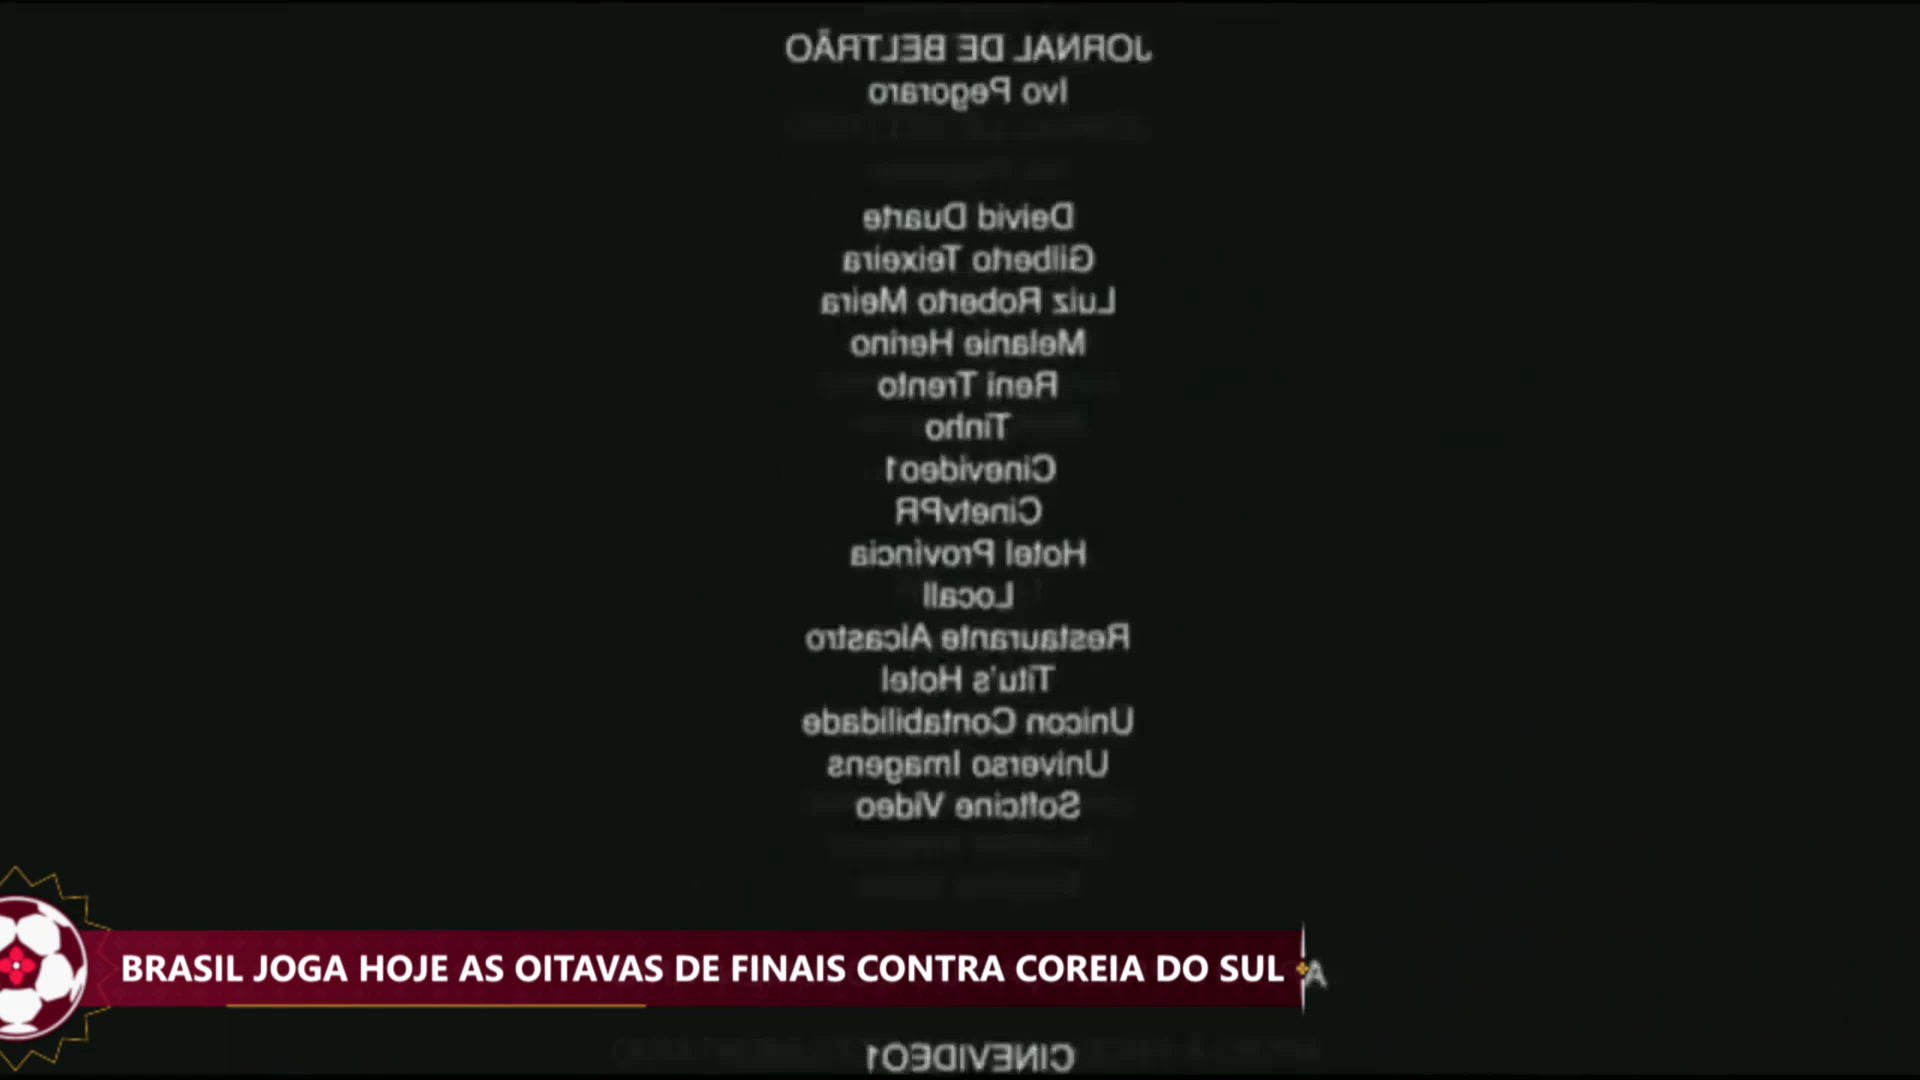 JORNAL DE BELTRÃO
Ivo Pegoraro
Deivid Duarte
Gilberto Teixeira
Luiz Roberto Meira
Melanie Herino
Reni Trento
Tinho
Cinevideo1
CinetvPR
Hotel Província
Locall
Restaurante Alcastro
Titu's Hotel
Unicon Contabilidade
Universo Imagens
Softcine Video
BRASIL JOGA HOJE AS OITAVAS DE FINAIS CONTRA COREIA DO SUL
CINEVIDEO1